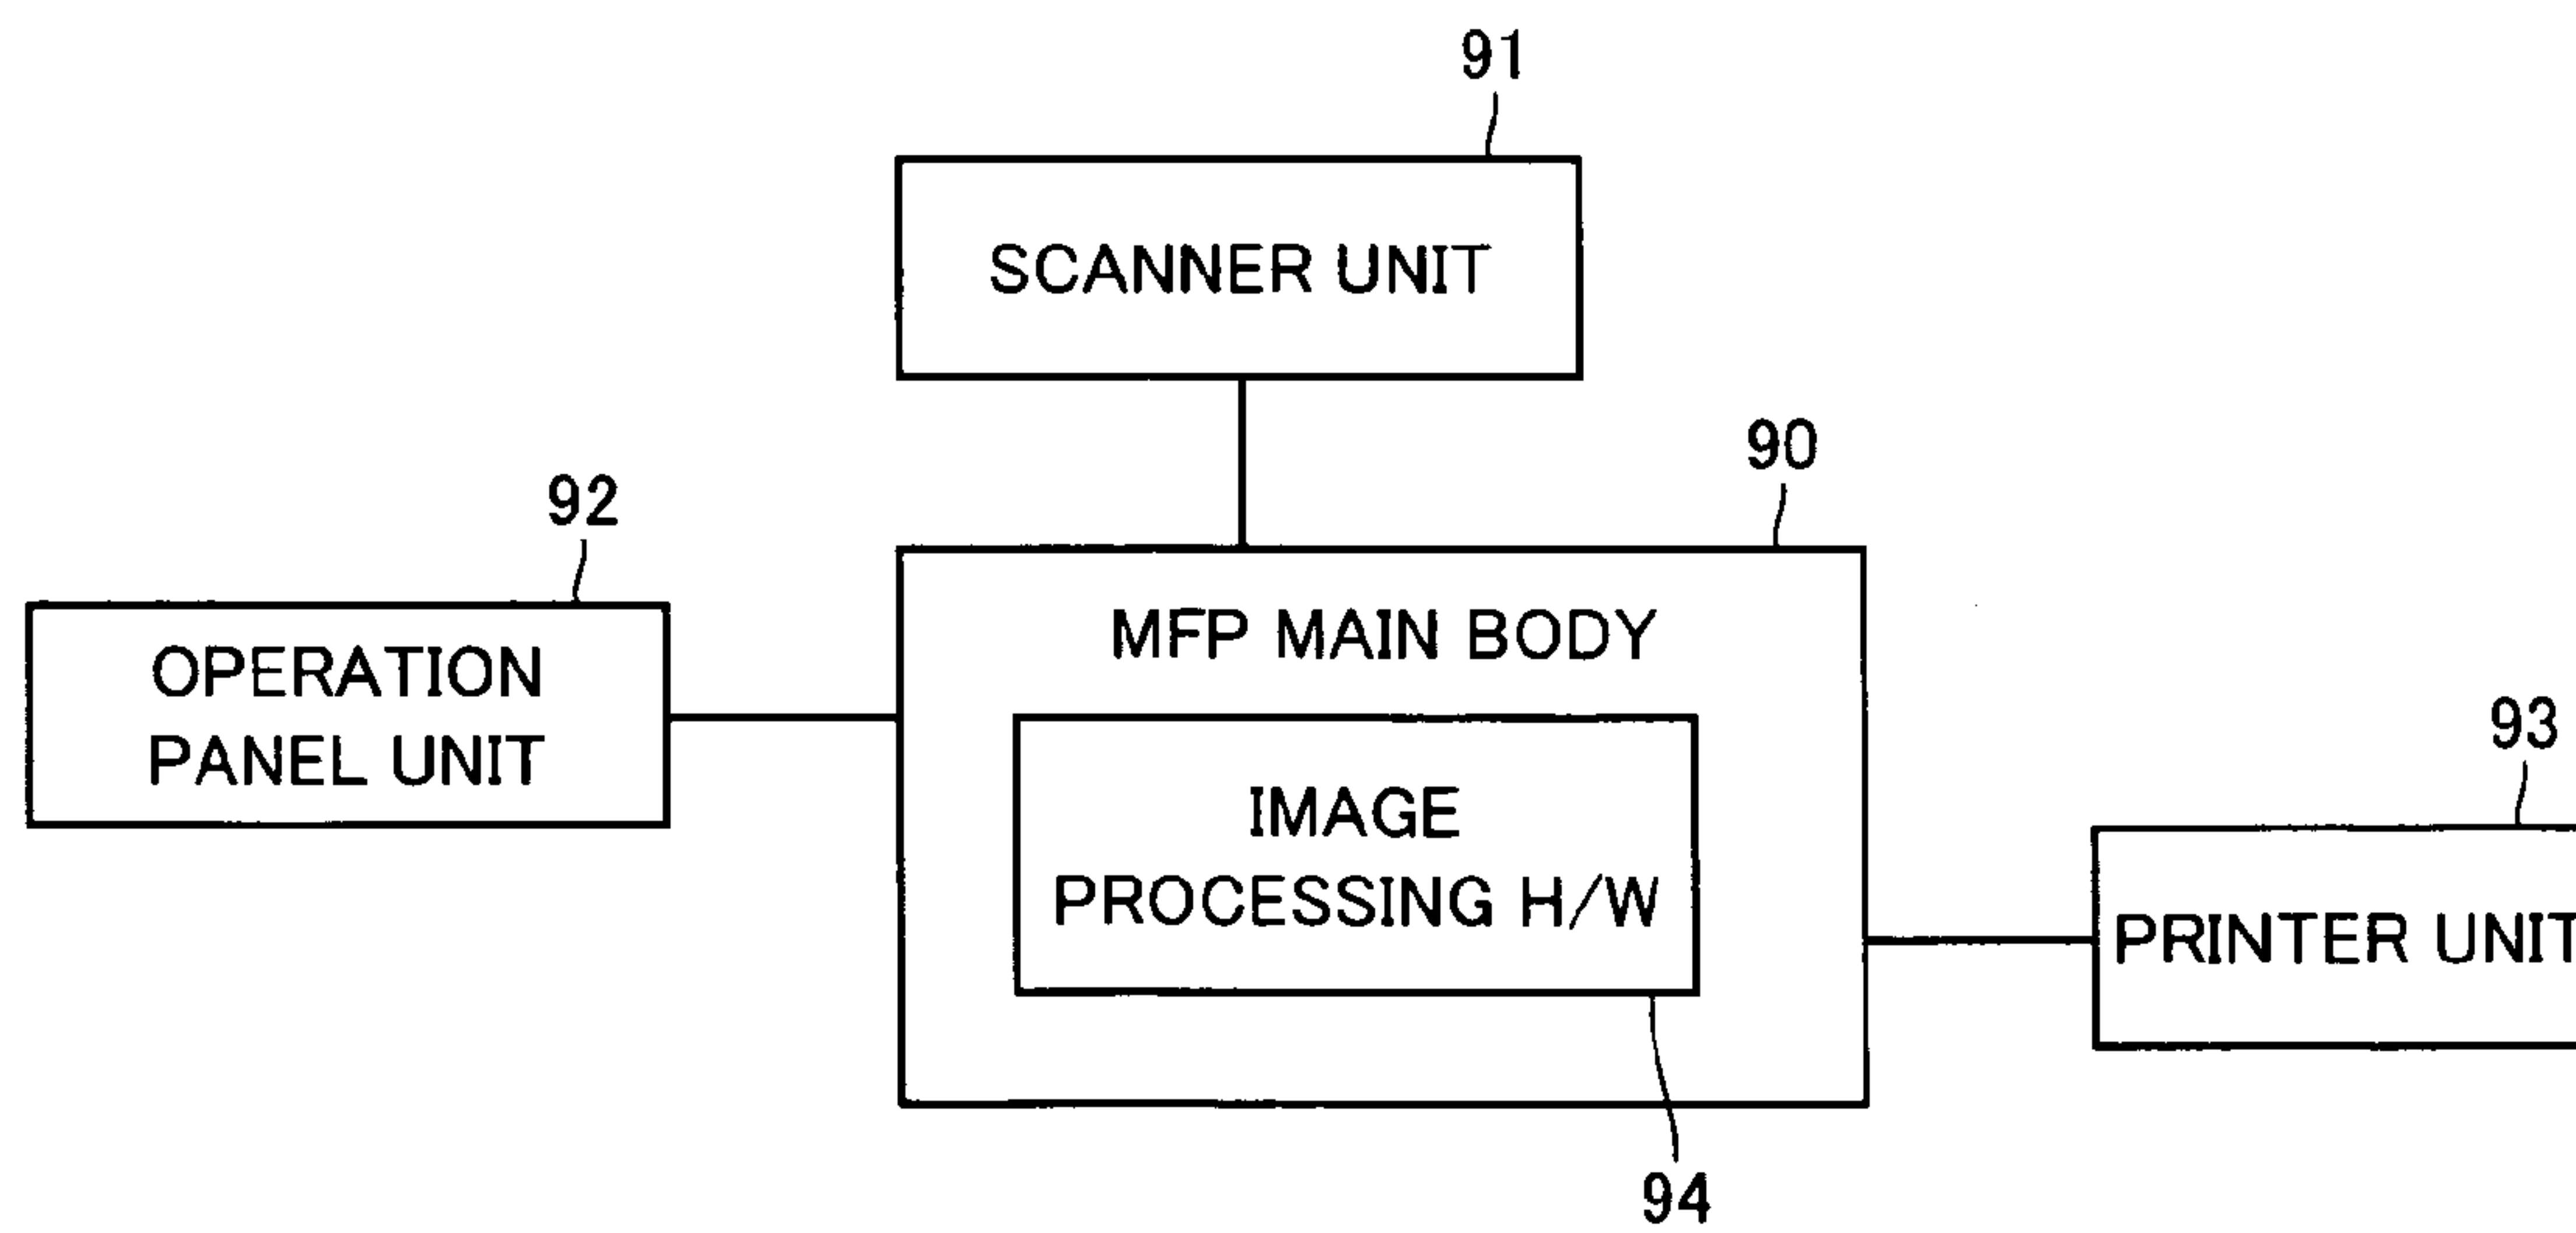 91
SCANNER UNIT
90
92
MFP MAIN BODY
OPERATION
PANEL UNIT
93
IMAGE
PROCESSING H/W
PRINTER UNIT
94